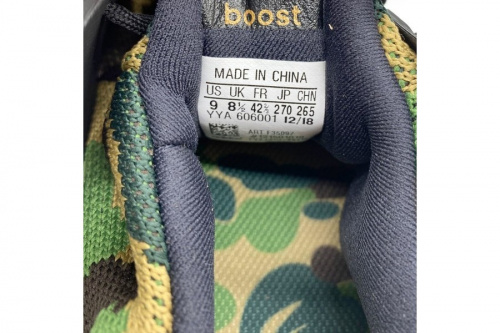 boost
MADE IN CHINA
US UK FR JP CHN
9 8½ 42⅔ 270 265
YYA 606001 12/18